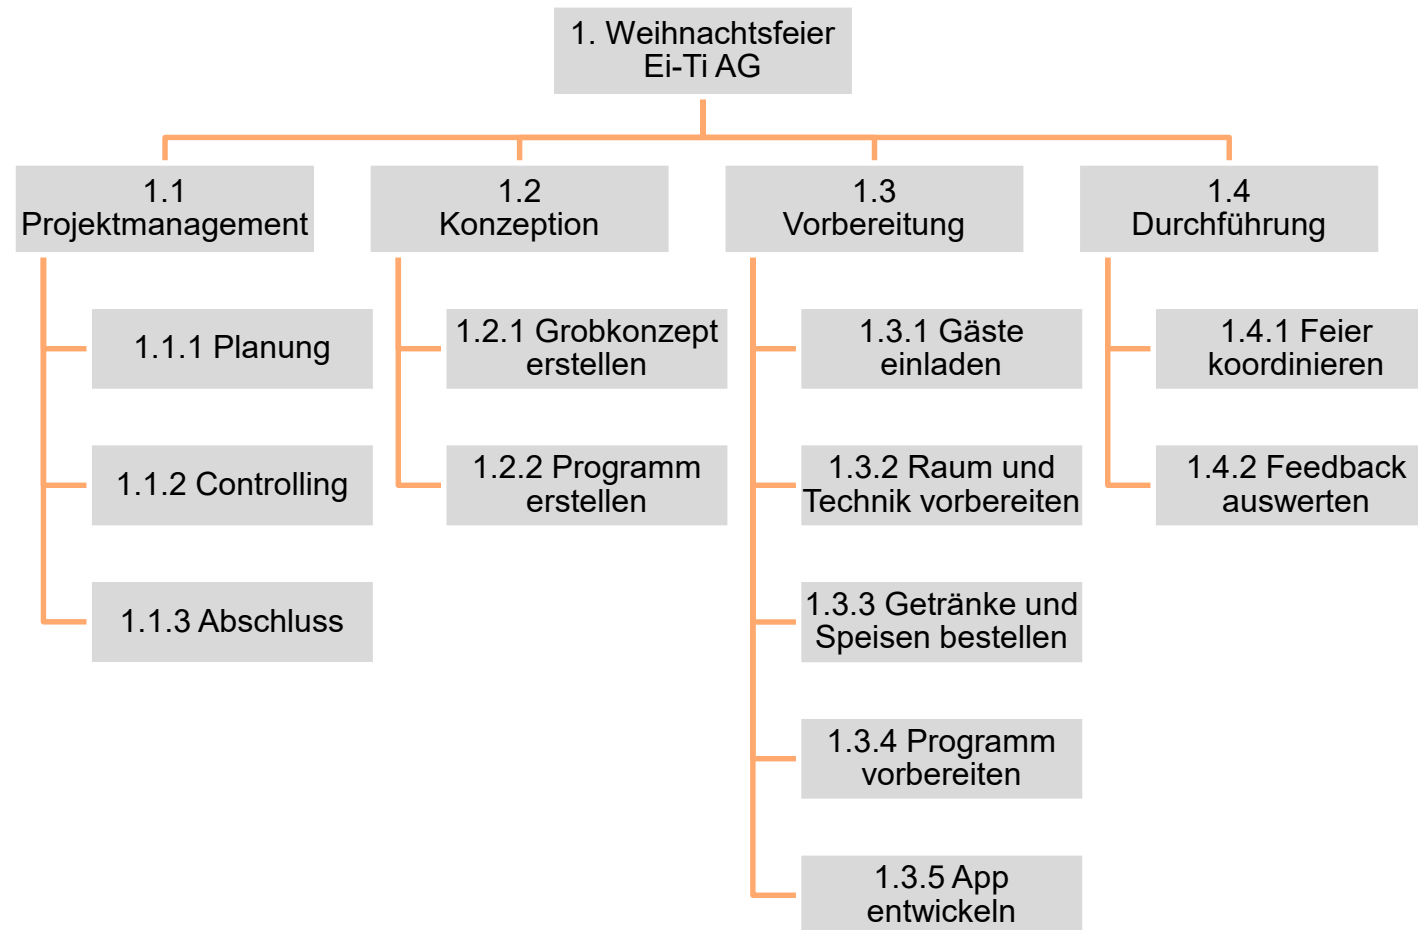 1. Weihnachtsfeier
Ei-Ti AG
1.1
Projektmanagement
1.1.1 Planung
1.1.2 Controlling
1.1.3 Abschluss
1.2
Konzeption
1.2.1 Grobkonzept
erstellen
1.2.2 Programm
erstellen
1.3
Vorbereitung
1.3.1 Gäste
einladen
1.3.2 Raum und
Technik vorbereiten
1.3.3 Getränke und
Speisen bestellen
1.3.4 Programm
vorbereiten
1.3.5 App
entwickeln
1.4
Durchführung
1.4.1 Feier
koordinieren
1.4.2 Feedback
auswerten